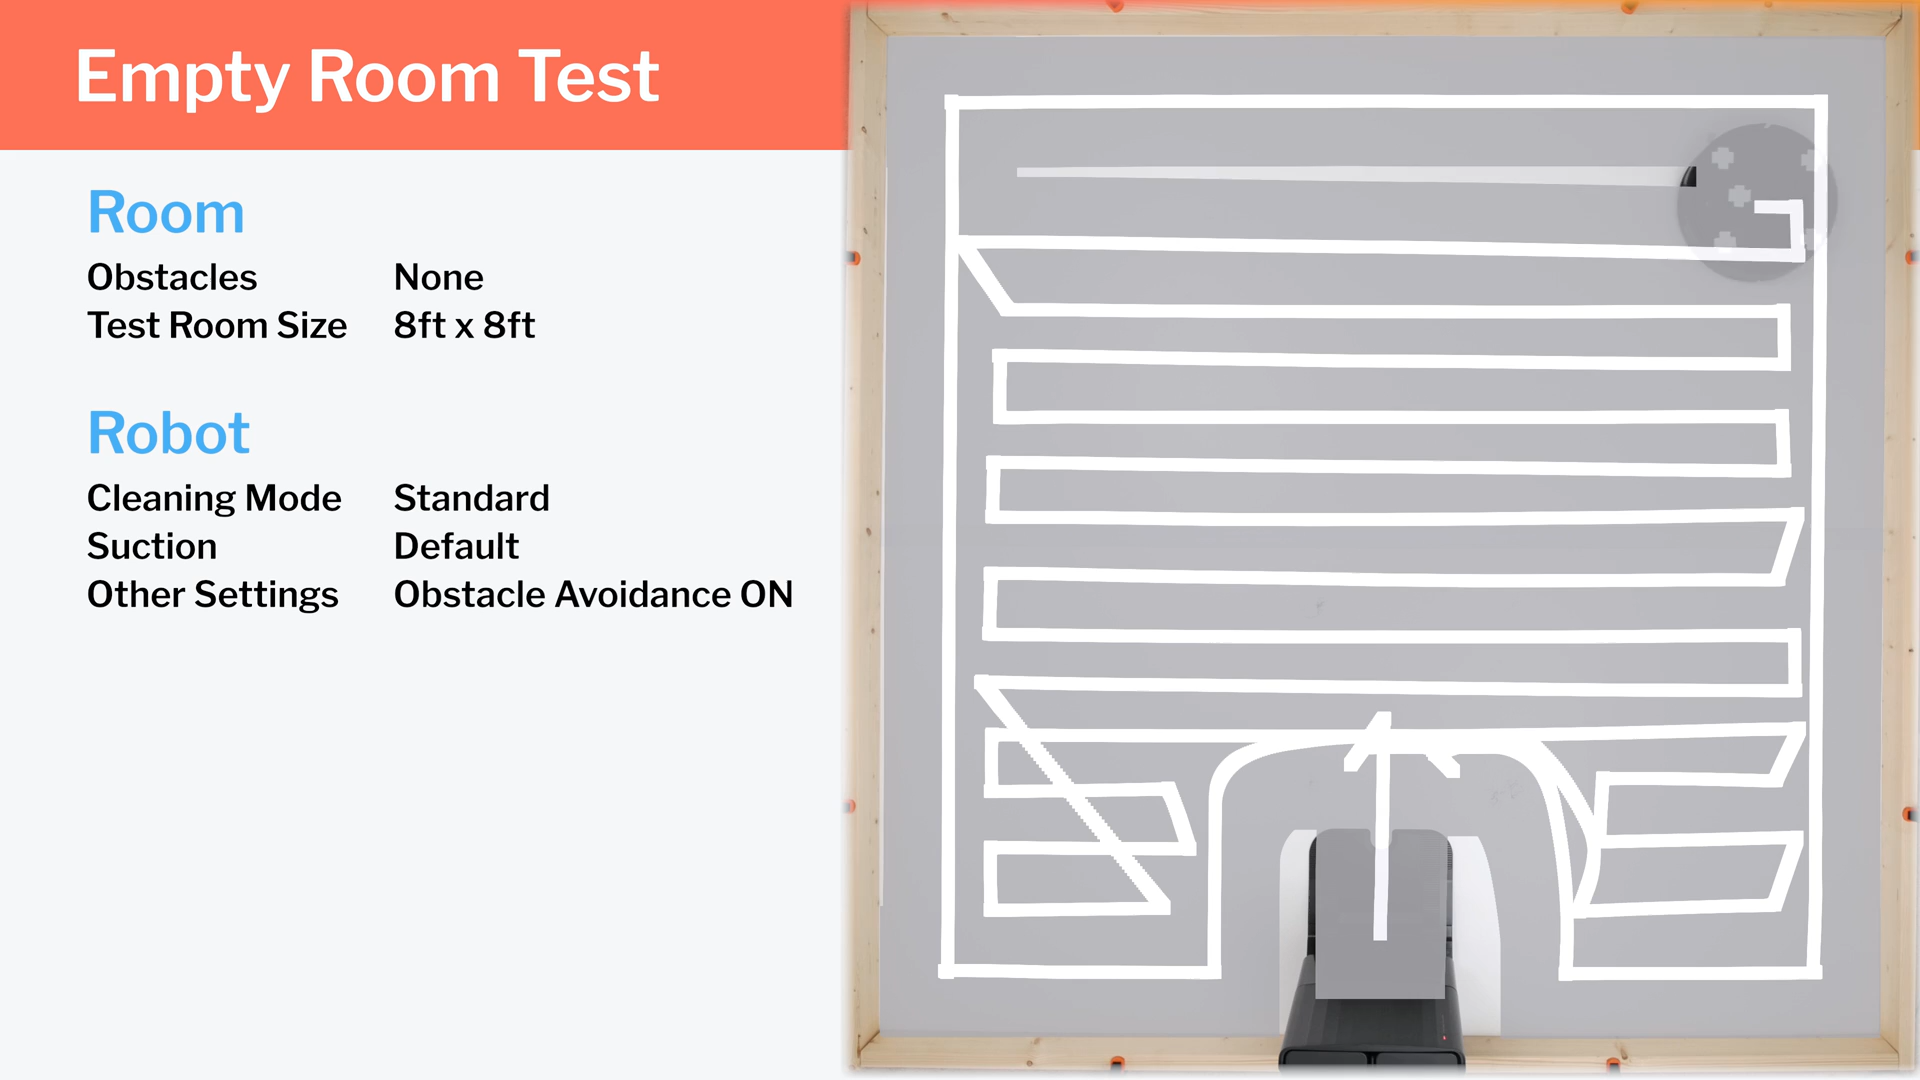 Empty Room Test
Room
Obstacles None
Test Room Size 8ft x 8ft
Robot
Cleaning Mode Standard
Suction Default
Other Settings Obstacle Avoidance ON